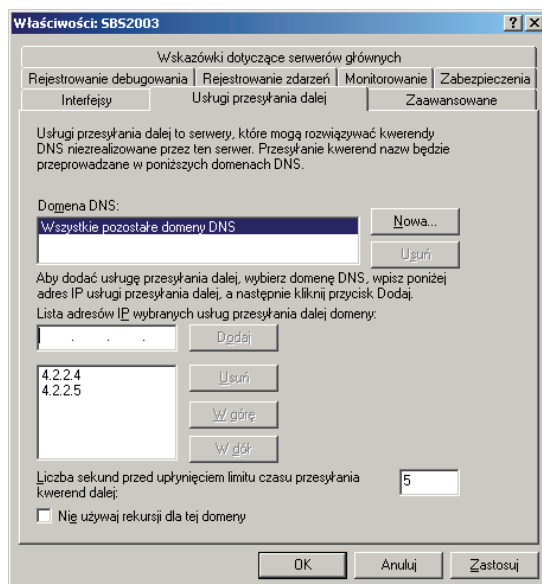 Właściwości: SBS2003
Wskazówki dotyczące serwerów głównych
Rejestrowanie debugowania
Rejestrowanie zdarzeń
Monitorowanie
Zabezpieczenia
Interfejsy
Usługi przesyłania dalej
Zaawansowane
Usługi przesyłania dalej to serwery, które mogą rozwiązywać kwerendy
DNS niezrealizowane przez ten serwer. Przesyłanie kwerend nazw będzie
przeprowadzane w poniższych domenach DNS.
Domena DNS:
Wszystkie pozostałe domeny DNS
Nowa...
Usuń
Aby dodać usługę przesyłania dalej, wybierz domenę DNS, wpisz poniżej
adres IP usługi przesyłania dalej, a następnie kliknij przycisk Dodaj.
Lista adresów IP wybranych usług przesyłania dalej domeny:
. . .
Dodaj
4.2.2.4
4.2.2.5
Usuń
W górę
W dół
Liczba sekund przed upłynięciem limitu czasu przesyłania
kwerend dalej:
5
Nie używaj rekursji dla tej domeny
OK
Anuluj
Zastosuj